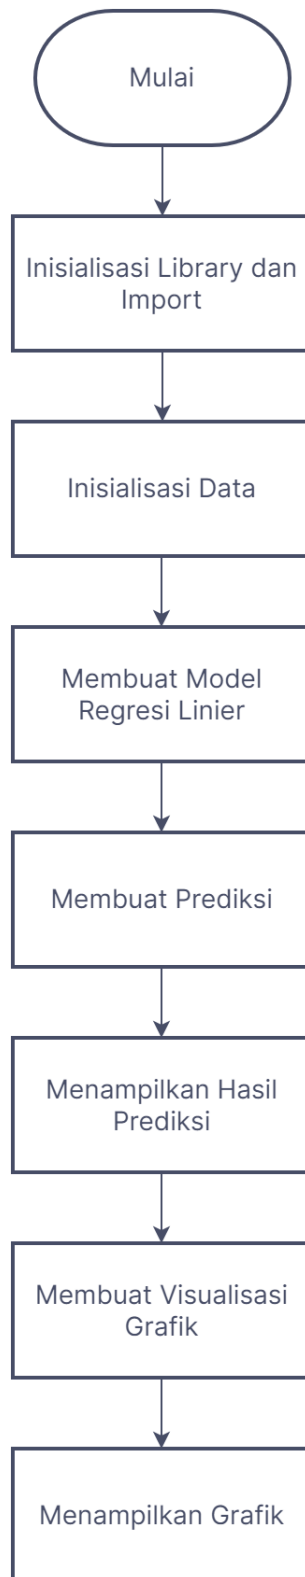 Mulai
Inisialisasi Library dan
Import
Inisialisasi Data
Membuat Model
Regresi Linier
Membuat Prediksi
Menampilkan Hasil
Prediksi
Membuat Visualisasi
Grafik
Menampilkan Grafik